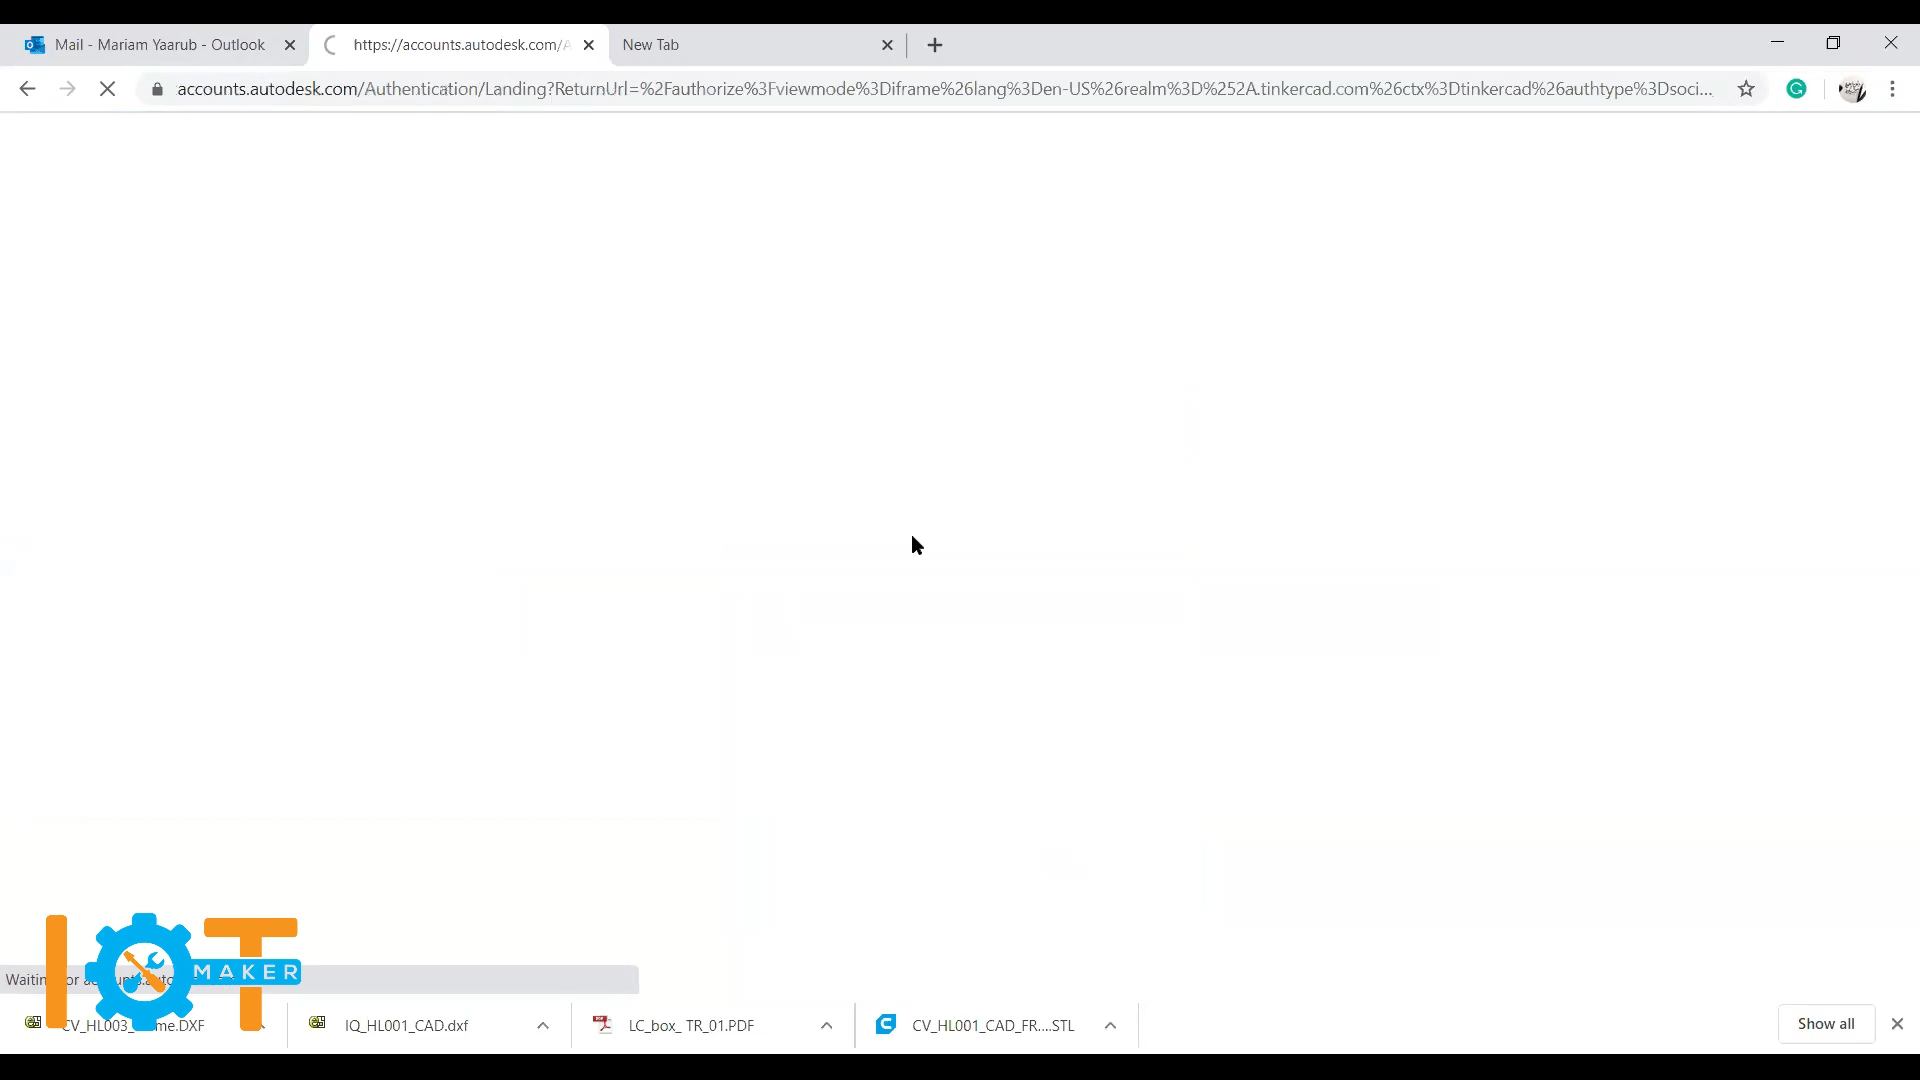 Mail - Mariam Yaarub - Outlook
https://accounts.autodesk.com/A
New Tab
accounts.autodesk.com/Authentication/Landing?ReturnUrl=%2Fauthorize%3Fviewmode%3Diframe%26lang%3Den-US%26realm%3D%252A.tinkercad.com%26ctx%3Dtinkercad%26authtype%3Dsoci...
IOT
MAKER
IQ_HL001_CAD.dxf
LC_box_ TR_01.PDF
CV_HL001_CAD_FR....STL
Show all